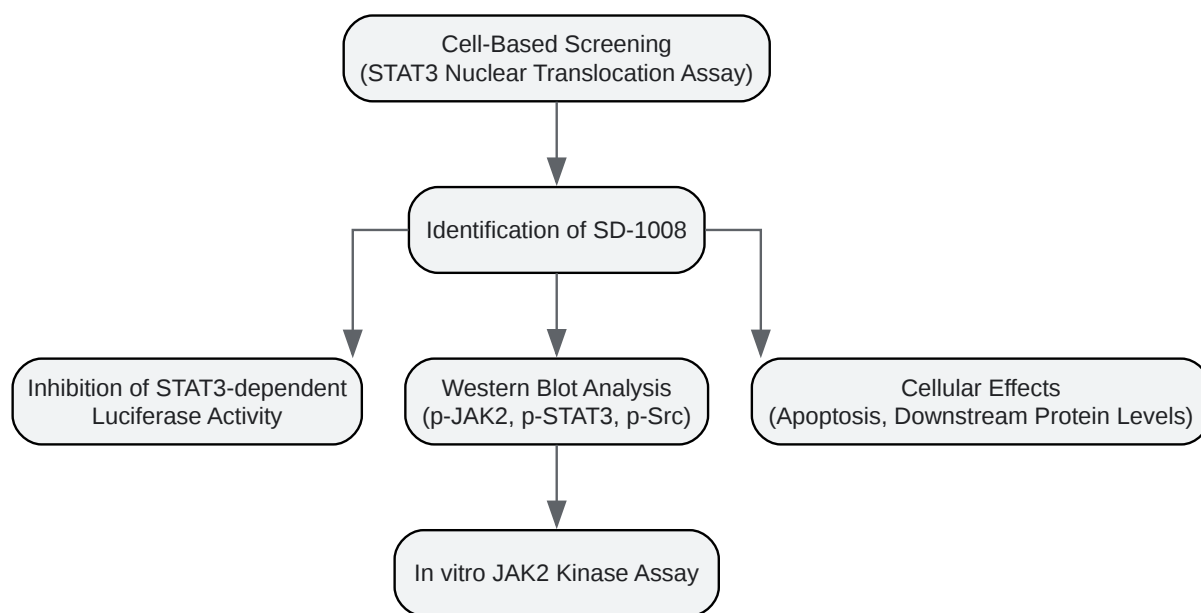 Cell-Based Screening
(STAT3 Nuclear Translocation Assay)
Identification of SD-1008
Inhibition of STAT3-dependent
Luciferase Activity
Western Blot Analysis
(p-JAK2, p-STAT3, p-Src)
Cellular Effects
(Apoptosis, Downstream Protein Levels)
In vitro JAK2 Kinase Assay